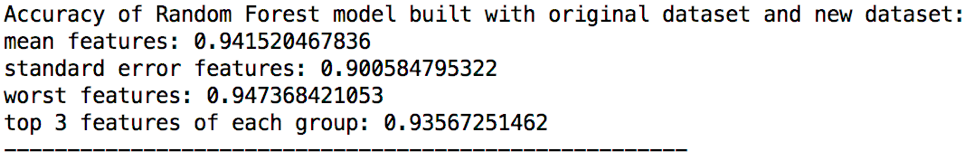 Accuracy of Random Forest model built with original dataset and new dataset:
mean features: 0.941520467836
standard error features: 0.900584795322
worst features: 0.947368421053
top 3 features of each group: 0.93567251462
------------------------------------------------------